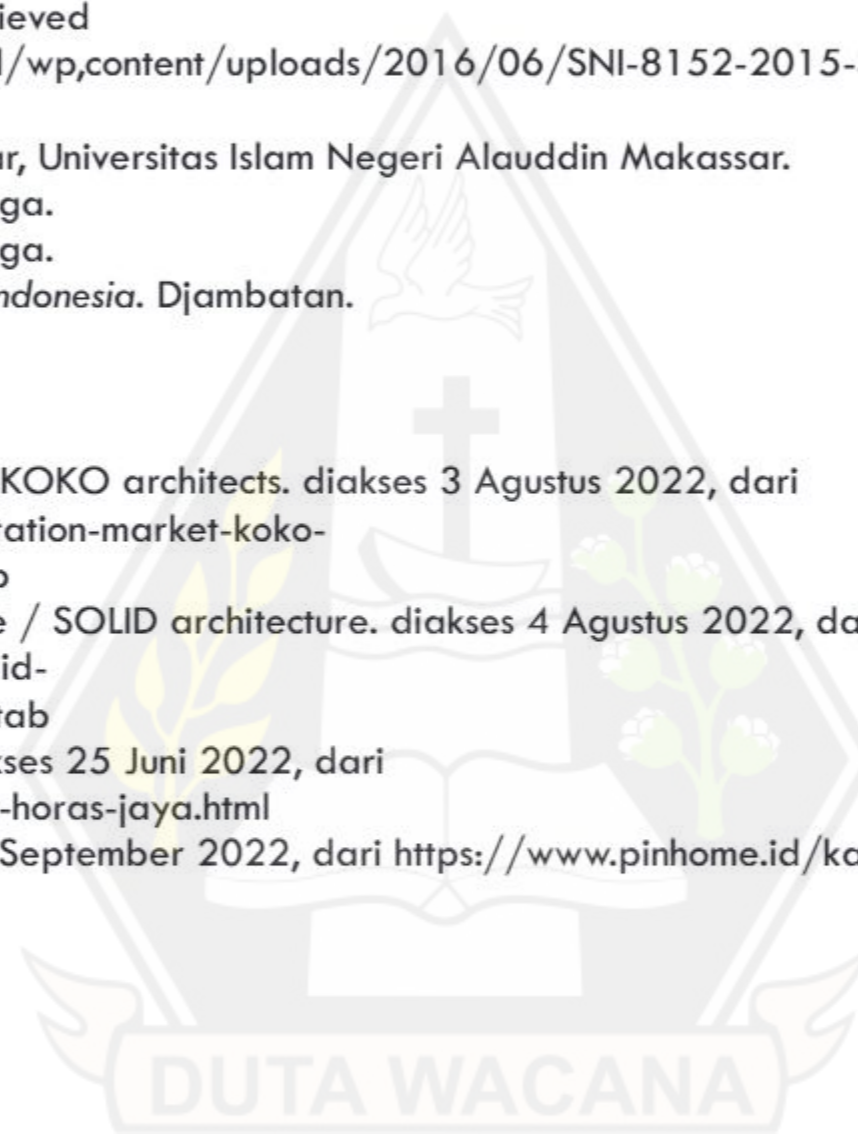 ieved
/wp,content/uploads/2016/06/SNI-8152-2015-
ar, Universitas Islam Negeri Alauddin Makassar.
ga.
ga.
ndonesia. Djambatan.
KOKO architects. diakses 3 Agustus 2022, dari
ration-market-koko-
e / SOLID architecture. diakses 4 Agustus 2022, da
id-
tab
kses 25 Juni 2022, dari
-horas-jaya.html
September 2022, dari https://www.pinhome.id/ka
DUTA WACANA